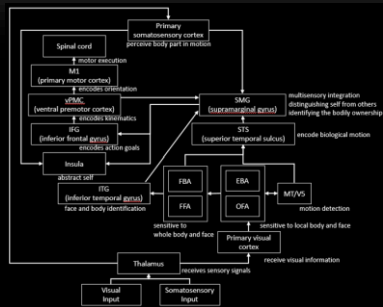 Primary
somatosensory cortex
perceive body part in motion
Spinal cord
motor execution
M1
(primary motor cortex)
encodes orientation
vPMC
(ventral premotor cortex)
encodes kinematics
IFG
(inferior frontal gyrus)
encodes action goals
Insula
abstract self
SMG
(supramarginal gyrus)
multisensory integration
distinguishing self from others
identifying the bodily ownership
STS
(superior temporal sulcus)
encode biological motion
ITG
(inferior temporal gyrus)
face and body identification
FBA
FFA
EBA
OFA
MT/V5
motion detection
sensitive to
whole body and face
sensitive to local body and face
Primary visual
cortex
receive visual information
Thalamus
receives sensory signals
Visual
Input
Somatosensory
Input